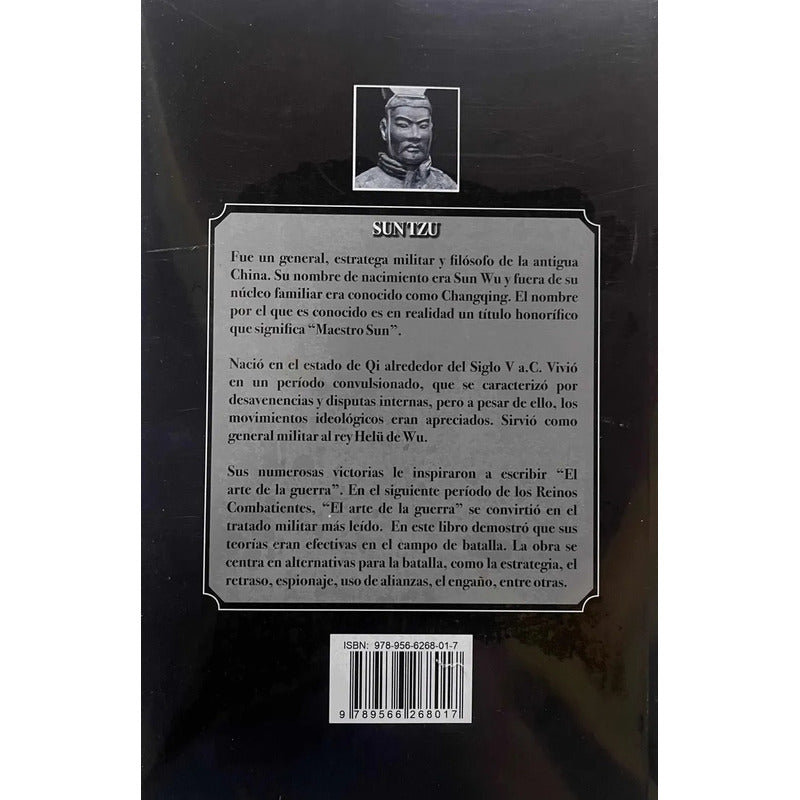 SUN TZU
Fue un general, estratega militar y filósofo de la antigua
China. Su nombre de nacimiento era Sun Wu y fuera de su
núcleo familiar era conocido como Changqing. El nombre
por el que es conocido es en realidad un título honorífico
que significa “Maestro Sun”.
Nació en el estado de Qi alrededor del Siglo V a.C. Vivió
en un período convulsionado, que se caracterizó por
desavenencias y disputas internas, pero a pesar de ello, los
movimientos ideológicos eran apreciados. Sirvió como
general militar al rey Helü de Wu.
Sus numerosas victorias le inspiraron a escribir “El
arte de la guerra”. En el siguiente período de los Reinos
Combatientes, “El arte de la guerra” se convirtió en el
tratado militar más leído. En este libro demostró que sus
teorías eran efectivas en el campo de batalla. La obra se
centra en alternativas para la batalla, como la estrategia, el
retraso, espionaje, uso de alianzas, el engaño, entre otras.
ISBN: 978-956-6268-01-7
9 789566 268017